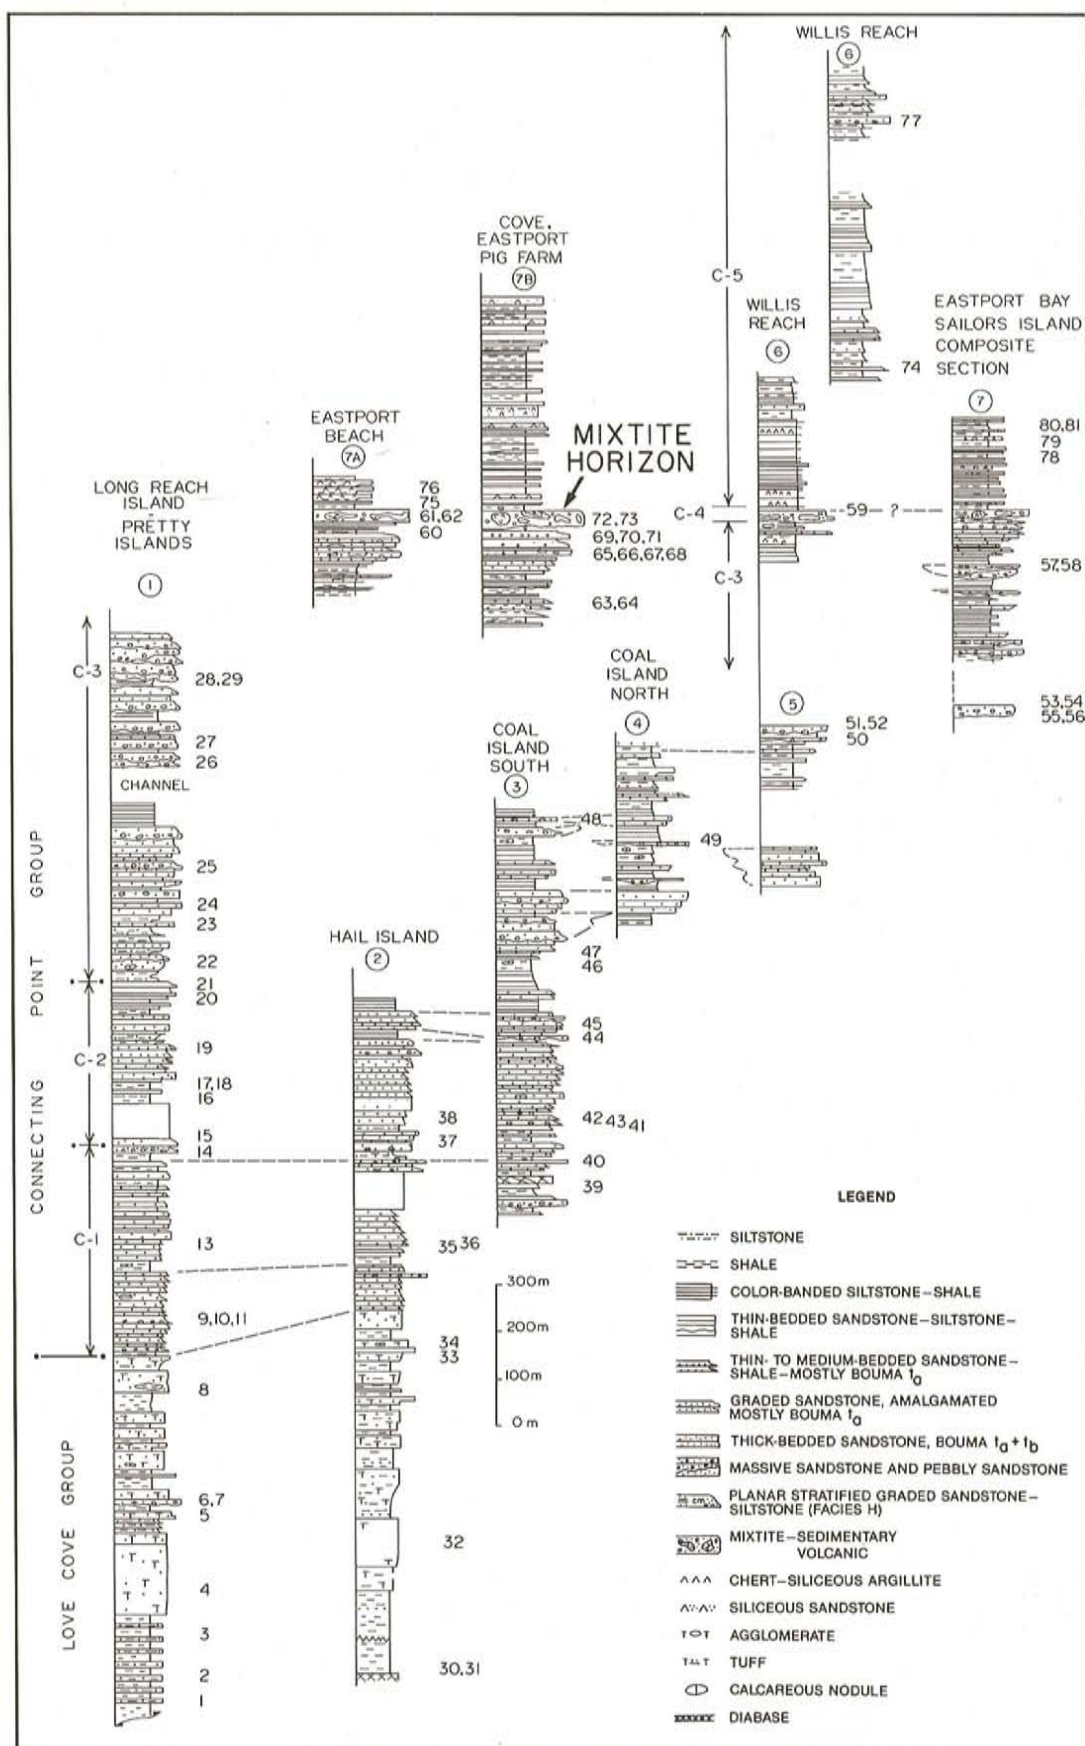 WILLIS REACH
6
77
C-5
74
COVE,
EASTPORT
PIG FARM
7B
MIXTITE
HORIZON
72,73
69,70,71
65,66,67,68
63,64
WILLIS
REACH
6
C-4
59 - ?
C-3
EASTPORT BAY
SAILORS ISLAND
COMPOSITE
SECTION
7
80,81
79
78
57,58
53,54
55,56
EASTPORT
BEACH
7A
76
75
61,62
60
LONG REACH
ISLAND
-
PRETTY
ISLANDS
1
C-3
28,29
27
26
CHANNEL
25
24
23
22
21
20
C-2
19
17,18
16
15
14
C-1
13
9,10,11
8
6,7
5
4
3
2
1
CONNECTING POINT GROUP
LOVE COVE GROUP
HAIL ISLAND
2
38
37
35 36
34
33
32
30,31
COAL
ISLAND
SOUTH
3
48
47
46
45
44
42 43 41
40
39
COAL
ISLAND
NORTH
4
49
5
51,52
50
300m
200m
100m
0 m
LEGEND
SILTSTONE
SHALE
COLOR-BANDED SILTSTONE-SHALE
THIN-BEDDED SANDSTONE-SILTSTONE-
SHALE
THIN- TO MEDIUM-BEDDED SANDSTONE-
SHALE-MOSTLY BOUMA ta
GRADED SANDSTONE, AMALGAMATED
MOSTLY BOUMA ta
THICK-BEDDED SANDSTONE, BOUMA ta + tb
MASSIVE SANDSTONE AND PEBBLY SANDSTONE
PLANAR STRATIFIED GRADED SANDSTONE-
SILTSTONE (FACIES H)
MIXTITE-SEDIMENTARY
VOLCANIC
CHERT-SILICEOUS ARGILLITE
SILICEOUS SANDSTONE
AGGLOMERATE
TUFF
CALCAREOUS NODULE
DIABASE